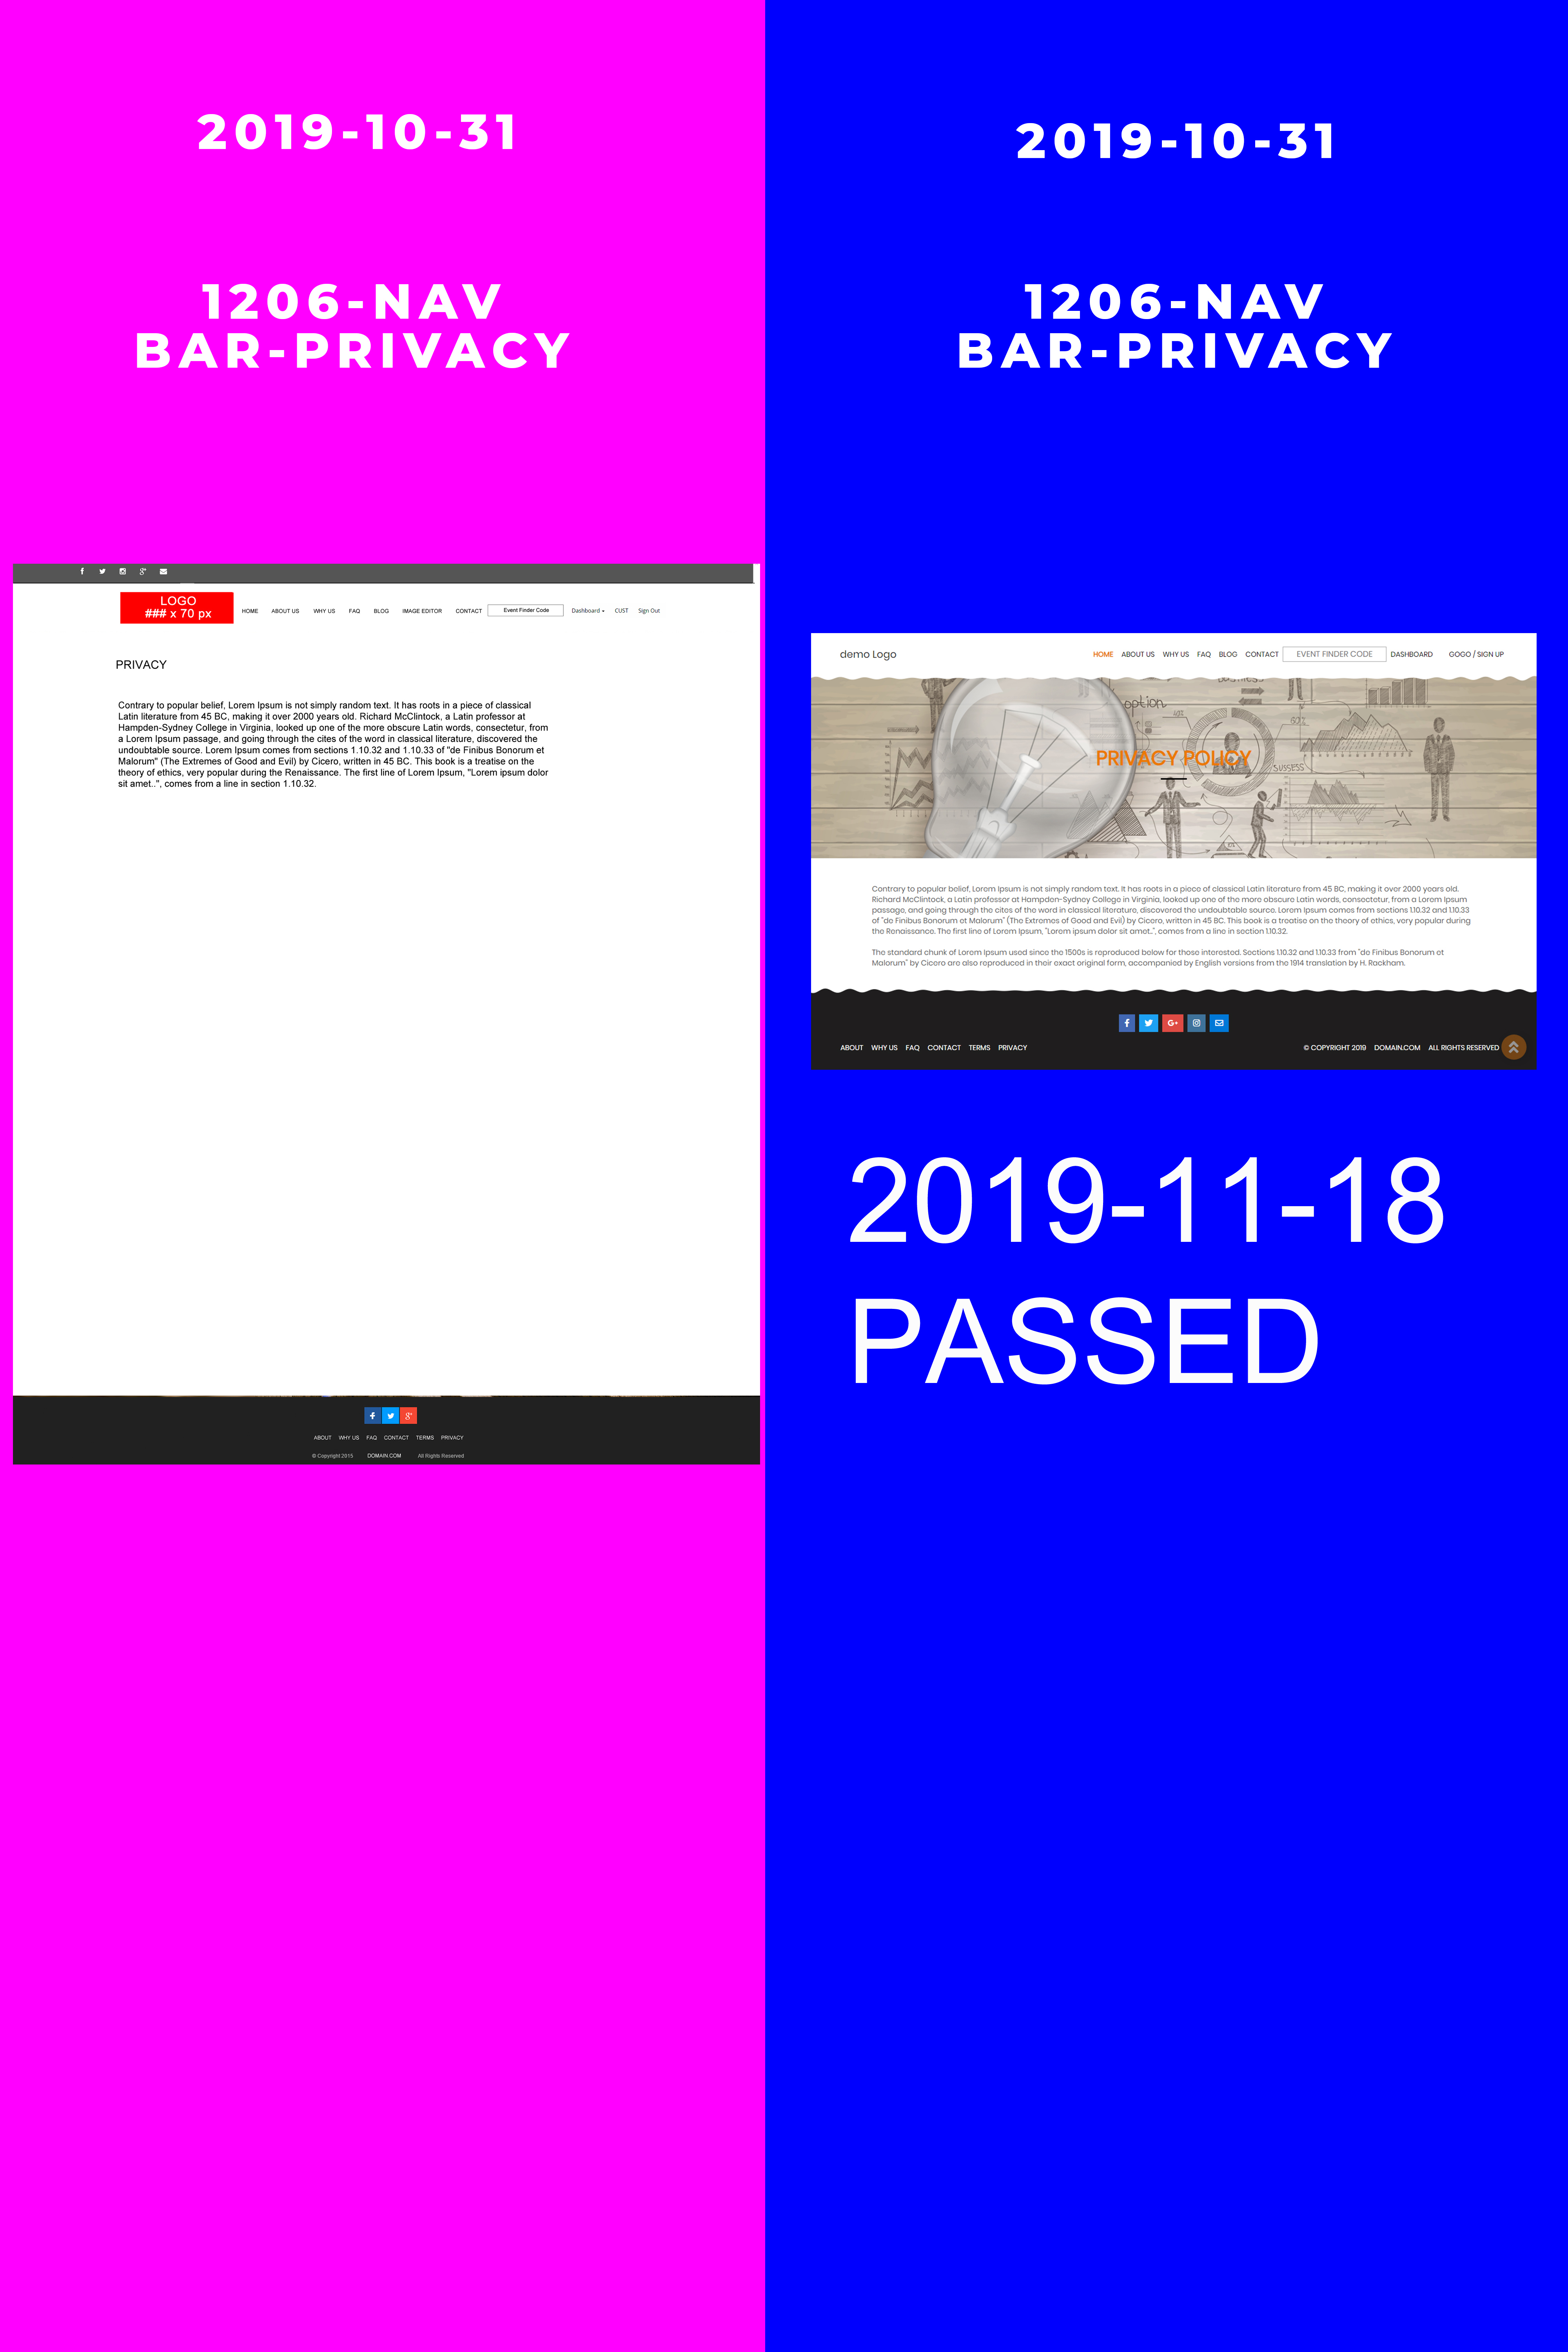 2019-10-31
1206-NAV
BAR-PRIVACY
LOGO
### x 70 px
HOME ABOUT US WHY US FAQ BLOG IMAGE EDITOR CONTACT Event Finder Code Dashboard CUST Sign Out
PRIVACY
Contrary to popular belief, Lorem Ipsum is not simply random text. It has roots in a piece of classical
Latin literature from 45 BC, making it over 2000 years old. Richard McClintock, a Latin professor at
Hampden-Sydney College in Virginia, looked up one of the more obscure Latin words, consectetur, from
a Lorem Ipsum passage, and going through the cites of the word in classical literature, discovered the
undoubtable source. Lorem Ipsum comes from sections 1.10.32 and 1.10.33 of "de Finibus Bonorum et
Malorum" (The Extremes of Good and Evil) by Cicero, written in 45 BC. This book is a treatise on the
theory of ethics, very popular during the Renaissance. The first line of Lorem Ipsum, "Lorem ipsum dolor
sit amet..", comes from a line in section 1.10.32.
ABOUT WHY US FAQ CONTACT TERMS PRIVACY
© Copyright 2015 DOMAIN.COM All Rights Reserved
2019-10-31
1206-NAV
BAR-PRIVACY
demo Logo
HOME ABOUT US WHY US FAQ BLOG CONTACT EVENT FINDER CODE DASHBOARD GOGO / SIGN UP
option
60%
PRIVACY POLICY
SUCCESS
Contrary to popular belief, Lorem Ipsum is not simply random text. It has roots in a piece of classical Latin literature from 45 BC, making it over 2000 years old.
Richard McClintock, a Latin professor at Hampden-Sydney College in Virginia, looked up one of the more obscure Latin words, consectetur, from a Lorem Ipsum
passage, and going through the cites of the word in classical literature, discovered the undoubtable source. Lorem Ipsum comes from sections 1.10.32 and 1.10.33
of "de Finibus Bonorum et Malorum" (The Extremes of Good and Evil) by Cicero, written in 45 BC. This book is a treatise on the theory of ethics, very popular during
the Renaissance. The first line of Lorem Ipsum, "Lorem ipsum dolor sit amet..", comes from a line in section 1.10.32.
The standard chunk of Lorem Ipsum used since the 1500s is reproduced below for those interested. Sections 1.10.32 and 1.10.33 from "de Finibus Bonorum et
Malorum" by Cicero are also reproduced in their exact original form, accompanied by English versions from the 1914 translation by H. Rackham.
ABOUT WHY US FAQ CONTACT TERMS PRIVACY
© COPYRIGHT 2019 DOMAIN.COM ALL RIGHTS RESERVED
2019-11-18
PASSED